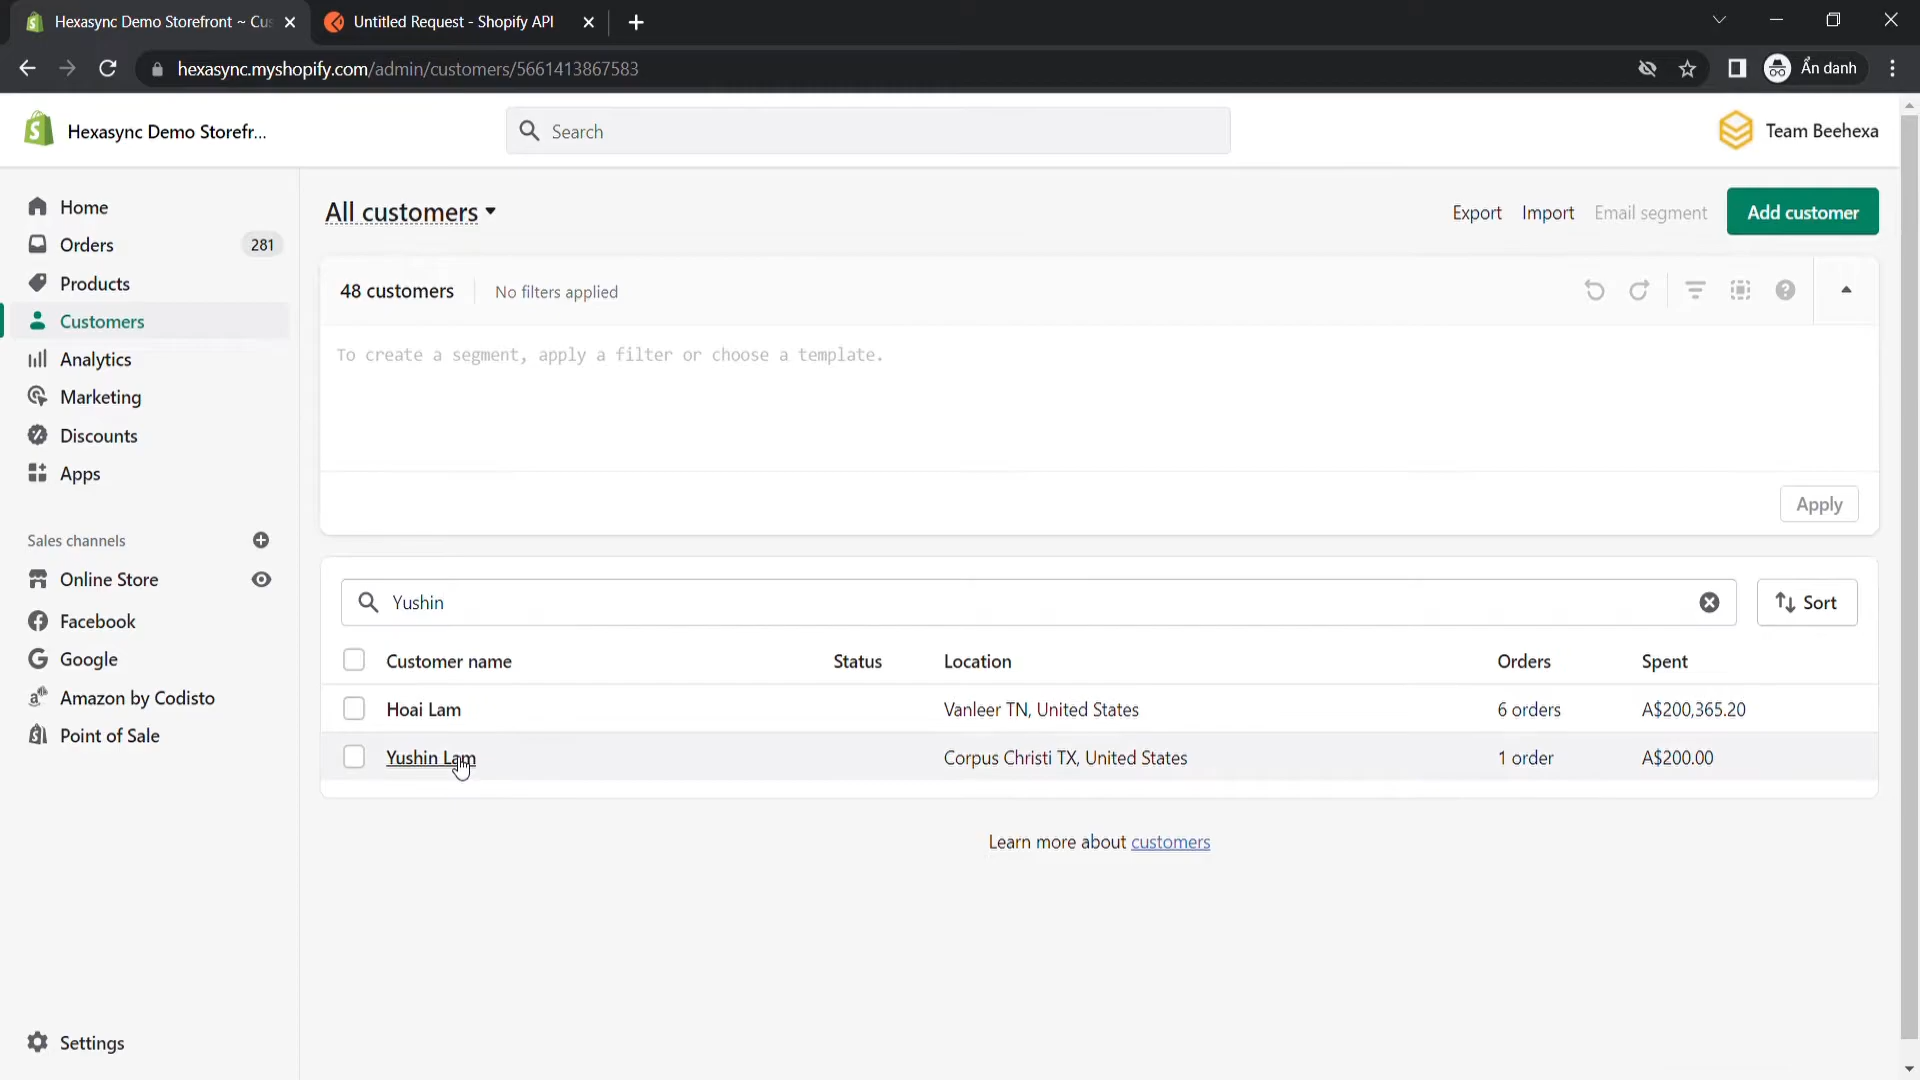 Hexasync Demo Storefront ~ Cus
Untitled Request - Shopify API
hexasync.myshopify.com/admin/customers/5661413867583
Ẩn danh
Hexasync Demo Storefr...
Search
Team Beehexa
Home
Orders 281
Products
Customers
Analytics
Marketing
Discounts
Apps
Sales channels
Online Store
Facebook
Google
Amazon by Codisto
Point of Sale
Settings
All customers
Export Import Email segment Add customer
48 customers No filters applied
To create a segment, apply a filter or choose a template.
Apply
Yushin
Sort
Customer name Status Location Orders Spent
Hoai Lam Vanleer TN, United States 6 orders A$200,365.20
Yushin Lam Corpus Christi TX, United States 1 order A$200.00
Learn more about customers